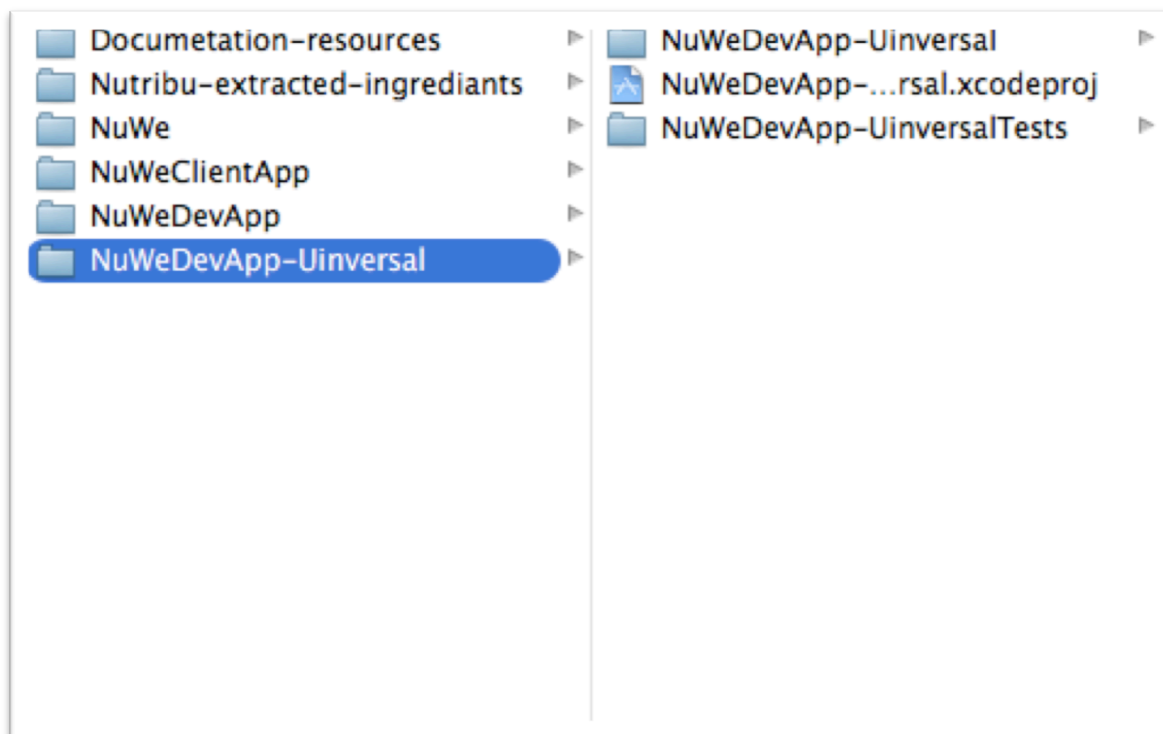 Documetation-resources
Nutribu-extracted-ingrediants
NuWe
NuWeClientApp
NuWeDevApp
NuWeDevApp-Uinversal
NuWeDevApp-Uinversal
NuWeDevApp-...rsal.xcodeproj
NuWeDevApp-UinversalTests